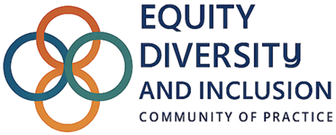 EQUITY
DIVERSITY
AND INCLUSION
COMMUNITY OF PRACTICE